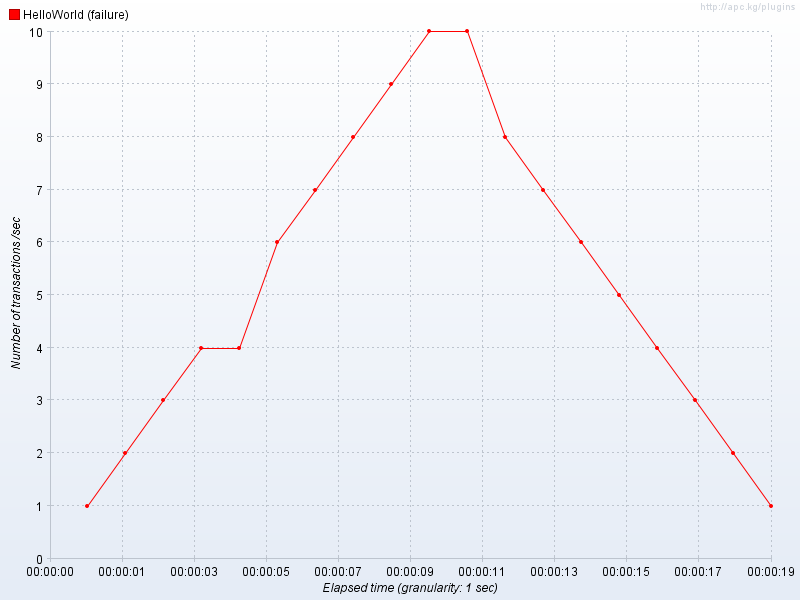 http://apc.kg/plugins
HelloWorld (failure)
10
9
8
7
6
5
4
3
2
1
0
Number of transactions /sec
00:00:00 00:00:01 00:00:03 00:00:05 00:00:07 00:00:09 00:00:11 00:00:13 00:00:15 00:00:17 00:00:19
Elapsed time (granularity: 1 sec)